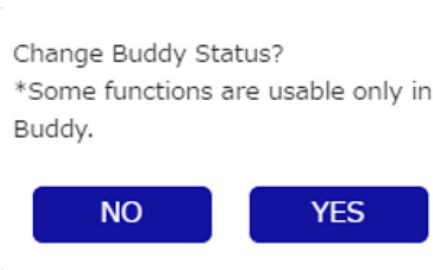 Change Buddy Status?
*Some functions are usable only in
Buddy.
NO YES